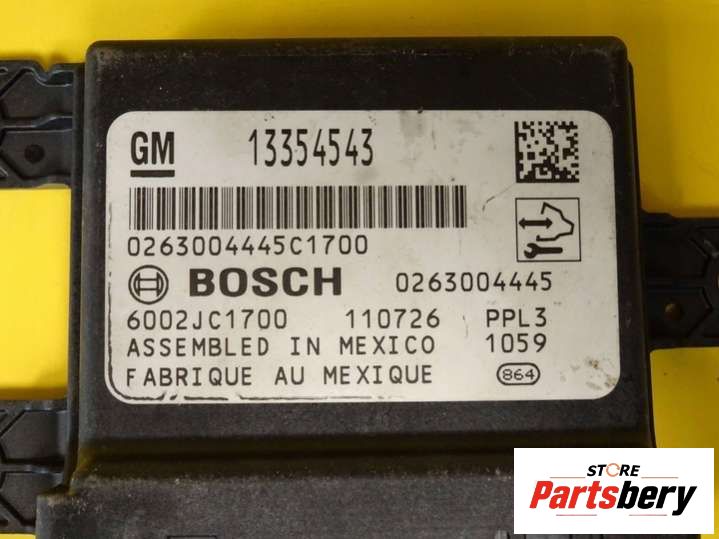 GM 13354543
0263004445C1700
BOSCH 0263004445
6002JC1700 110726 PPL3
ASSEMBLED IN MEXICO 1059
FABRIQUE AU MEXIQUE 864
STORE
Partsbery